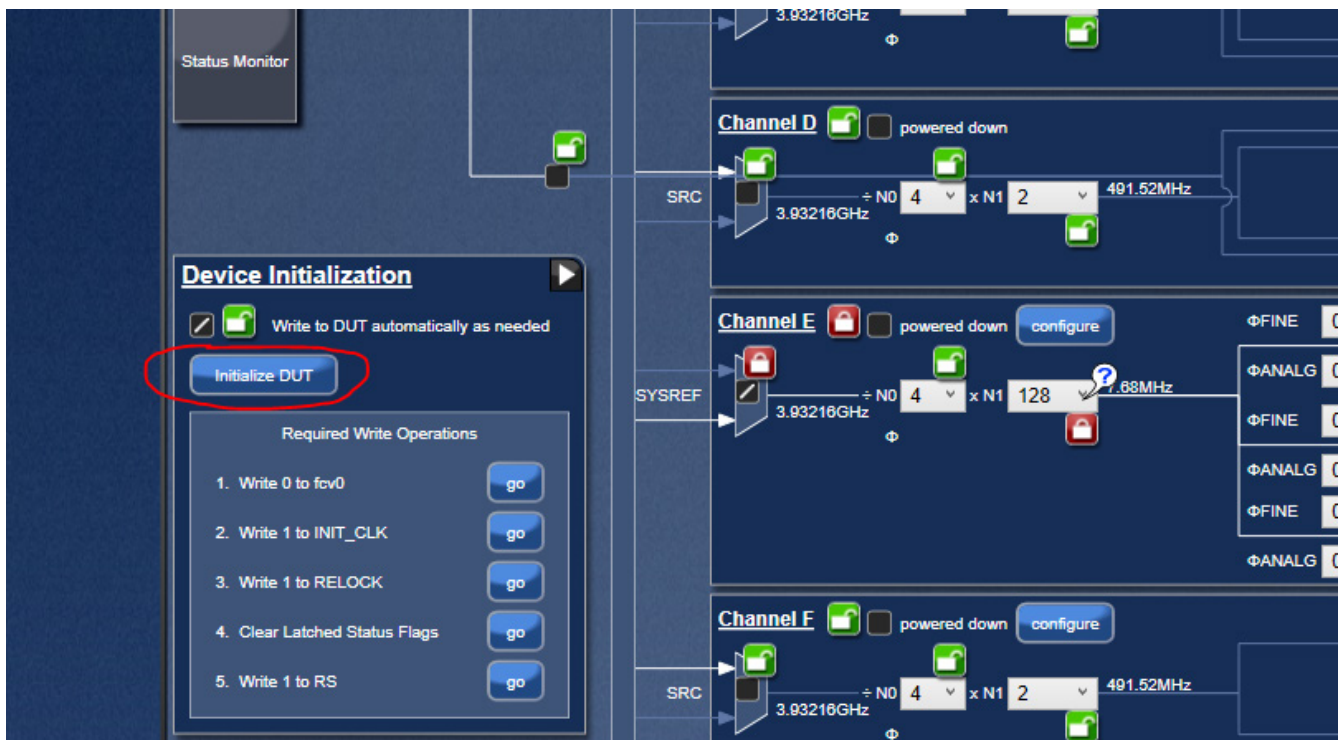 Status Monitor
3.93216GHz
Φ
Channel D
powered down
SRC
÷ N0 4 x N1 2 491.52MHz
3.93216GHz
Φ
Device Initialization
Write to DUT automatically as needed
Initialize DUT
Required Write Operations
1. Write 0 to fcv0 go
2. Write 1 to INIT_CLK go
3. Write 1 to RELOCK go
4. Clear Latched Status Flags go
5. Write 1 to RS go
Channel E
powered down configure
SYSREF
÷ N0 4 x N1 128
3.93216GHz
Φ
ΦFINE
ΦANALG
ΦFINE
ΦANALG
ΦFINE
ΦANALG
Channel F
powered down configure
SRC
÷ N0 4 x N1 2 491.52MHz
3.93216GHz
Φ